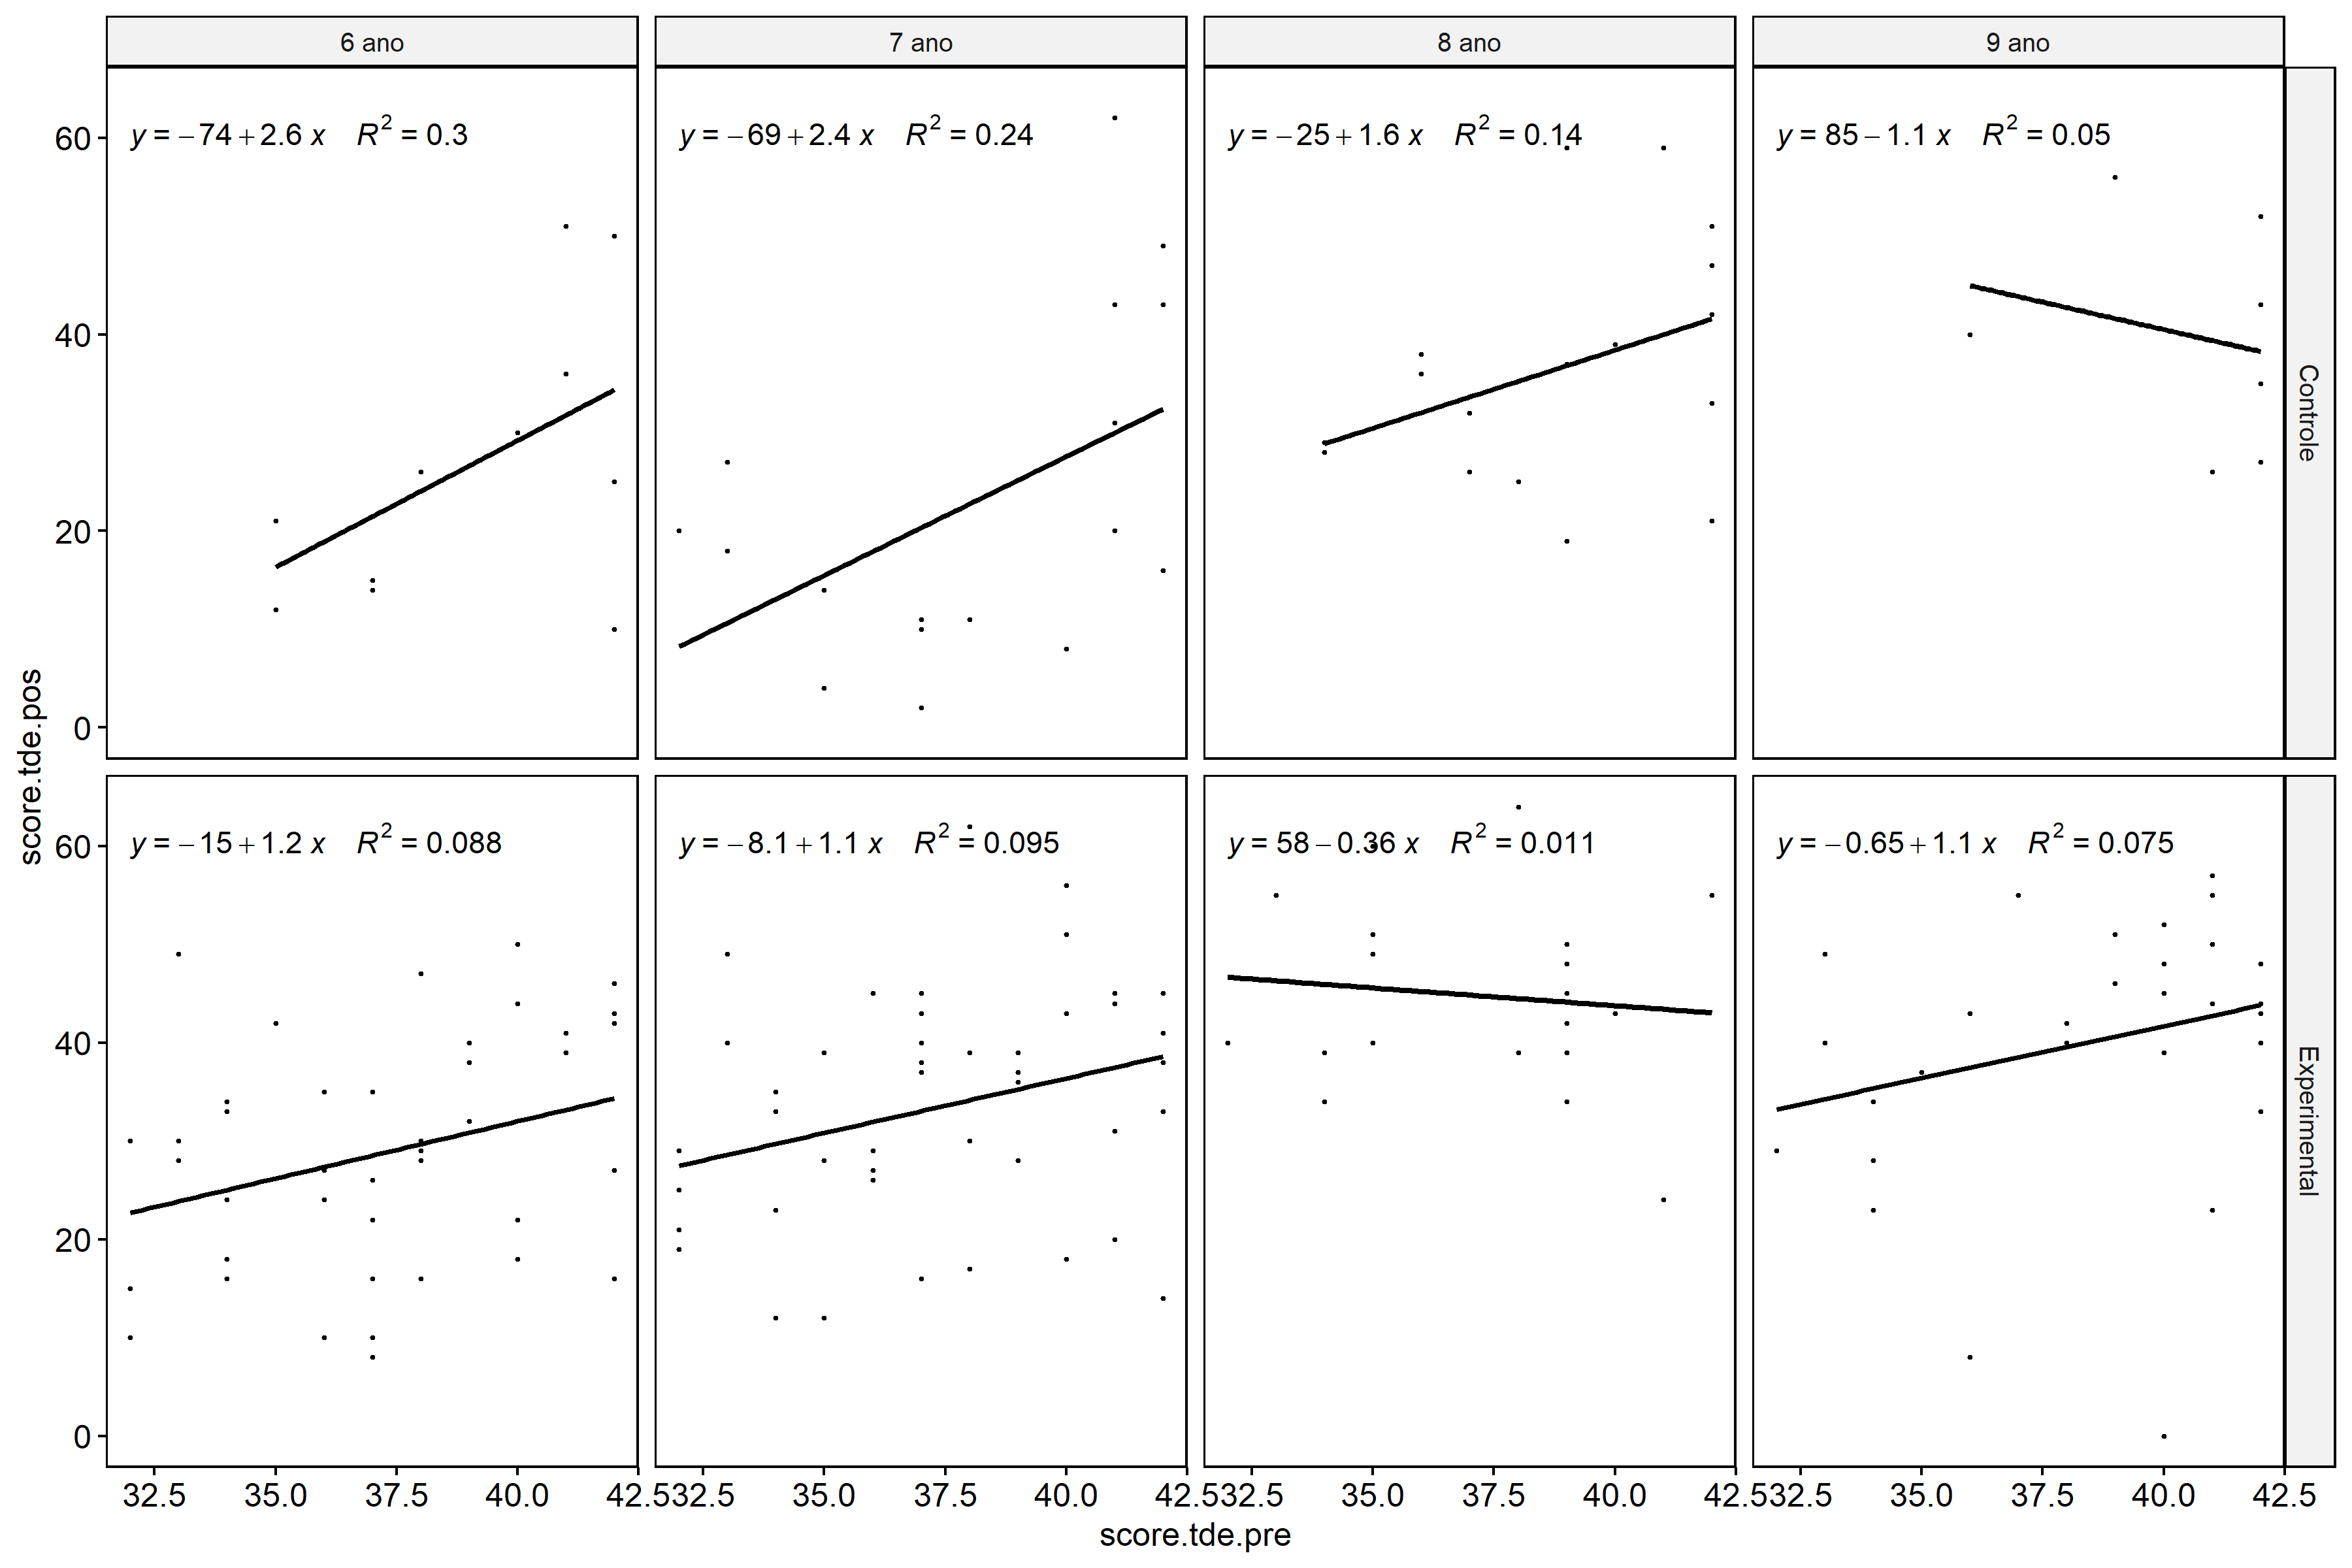 6 ano 7 ano 8 ano 9 ano
y = −74 + 2.6 x R² = 0.3
y = −69 + 2.4 x R² = 0.24
y = −25 + 1.6 x R² = 0.14
y = 85 − 1.1 x R² = 0.05
60
40
20
0
Controle
y = −15 + 1.2 x R² = 0.088
y = −8.1 + 1.1 x R² = 0.095
y = 58 − 0.36 x R² = 0.011
y = −0.65 + 1.1 x R² = 0.075
60
40
20
0
Experimental
score.tde.pos
32.5 35.0 37.5 40.0 42.5 32.5 35.0 37.5 40.0 42.5 32.5 35.0 37.5 40.0 42.5 32.5 35.0 37.5 40.0 42.5
score.tde.pre